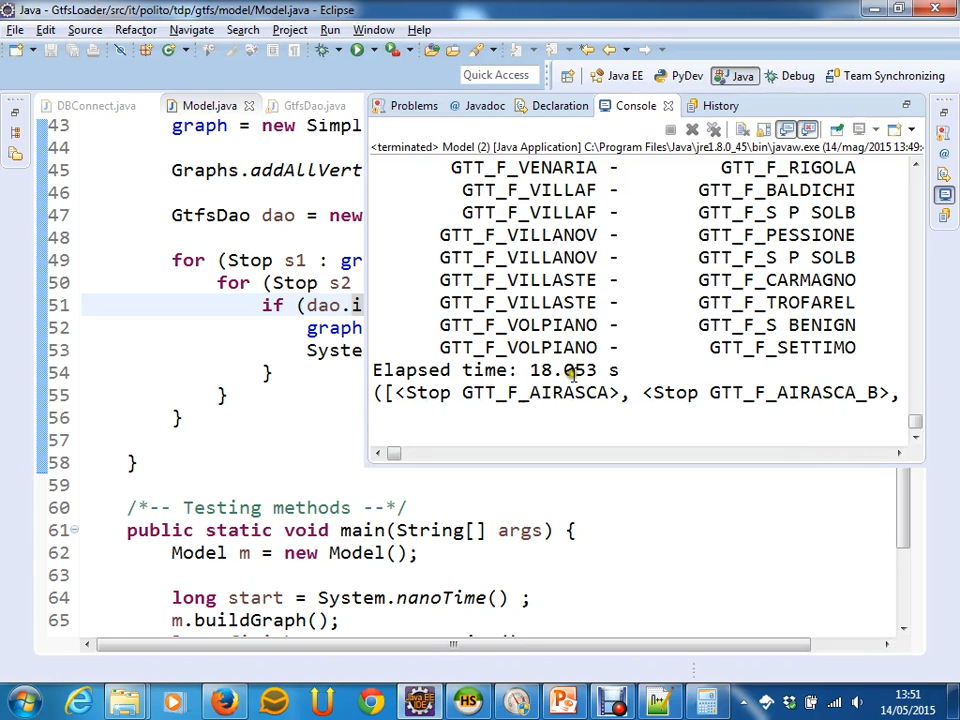 Java - GtfsLoader/src/it/polito/tdp/gtfs/model/Model.java - Eclipse
File Edit Source Refactor Navigate Search Project Run Window Help
Quick Access Java EE PyDev Java Debug Team Synchronizing
DBConnect.java Model.java GtfsDao.java
Problems Javadoc Declaration Console History
<terminated> Model (2) [Java Application] C:\Program Files\Java\jre1.8.0_45\bin\javaw.exe (14/mag/2015 13:49:
43 graph = new Simpl
44
45 Graphs.addAllVert
46
47 GtfsDao dao = new
48
49 for (Stop s1 : gr
50 for (Stop s2
51 if (dao.i
52 graph
53 Syste
54 }
55 }
56 }
57
58 }
59
60 /*-- Testing methods --*/
61 public static void main(String[] args) {
62 Model m = new Model();
63
64 long start = System.nanoTime() ;
65 m.buildGraph();
GTT_F_VENARIA - GTT_F_RIGOLA
GTT_F_VILLAF - GTT_F_BALDICHI
GTT_F_VILLAF - GTT_F_S P SOLB
GTT_F_VILLANOV - GTT_F_PESSIONE
GTT_F_VILLANOV - GTT_F_S P SOLB
GTT_F_VILLASTE - GTT_F_CARMAGNO
GTT_F_VILLASTE - GTT_F_TROFAREL
GTT_F_VOLPIANO - GTT_F_S BENIGN
GTT_F_VOLPIANO - GTT_F_SETTIMO
Elapsed time: 18.053 s
([<Stop GTT_F_AIRASCA>, <Stop GTT_F_AIRASCA_B>,
13:51
14/05/2015